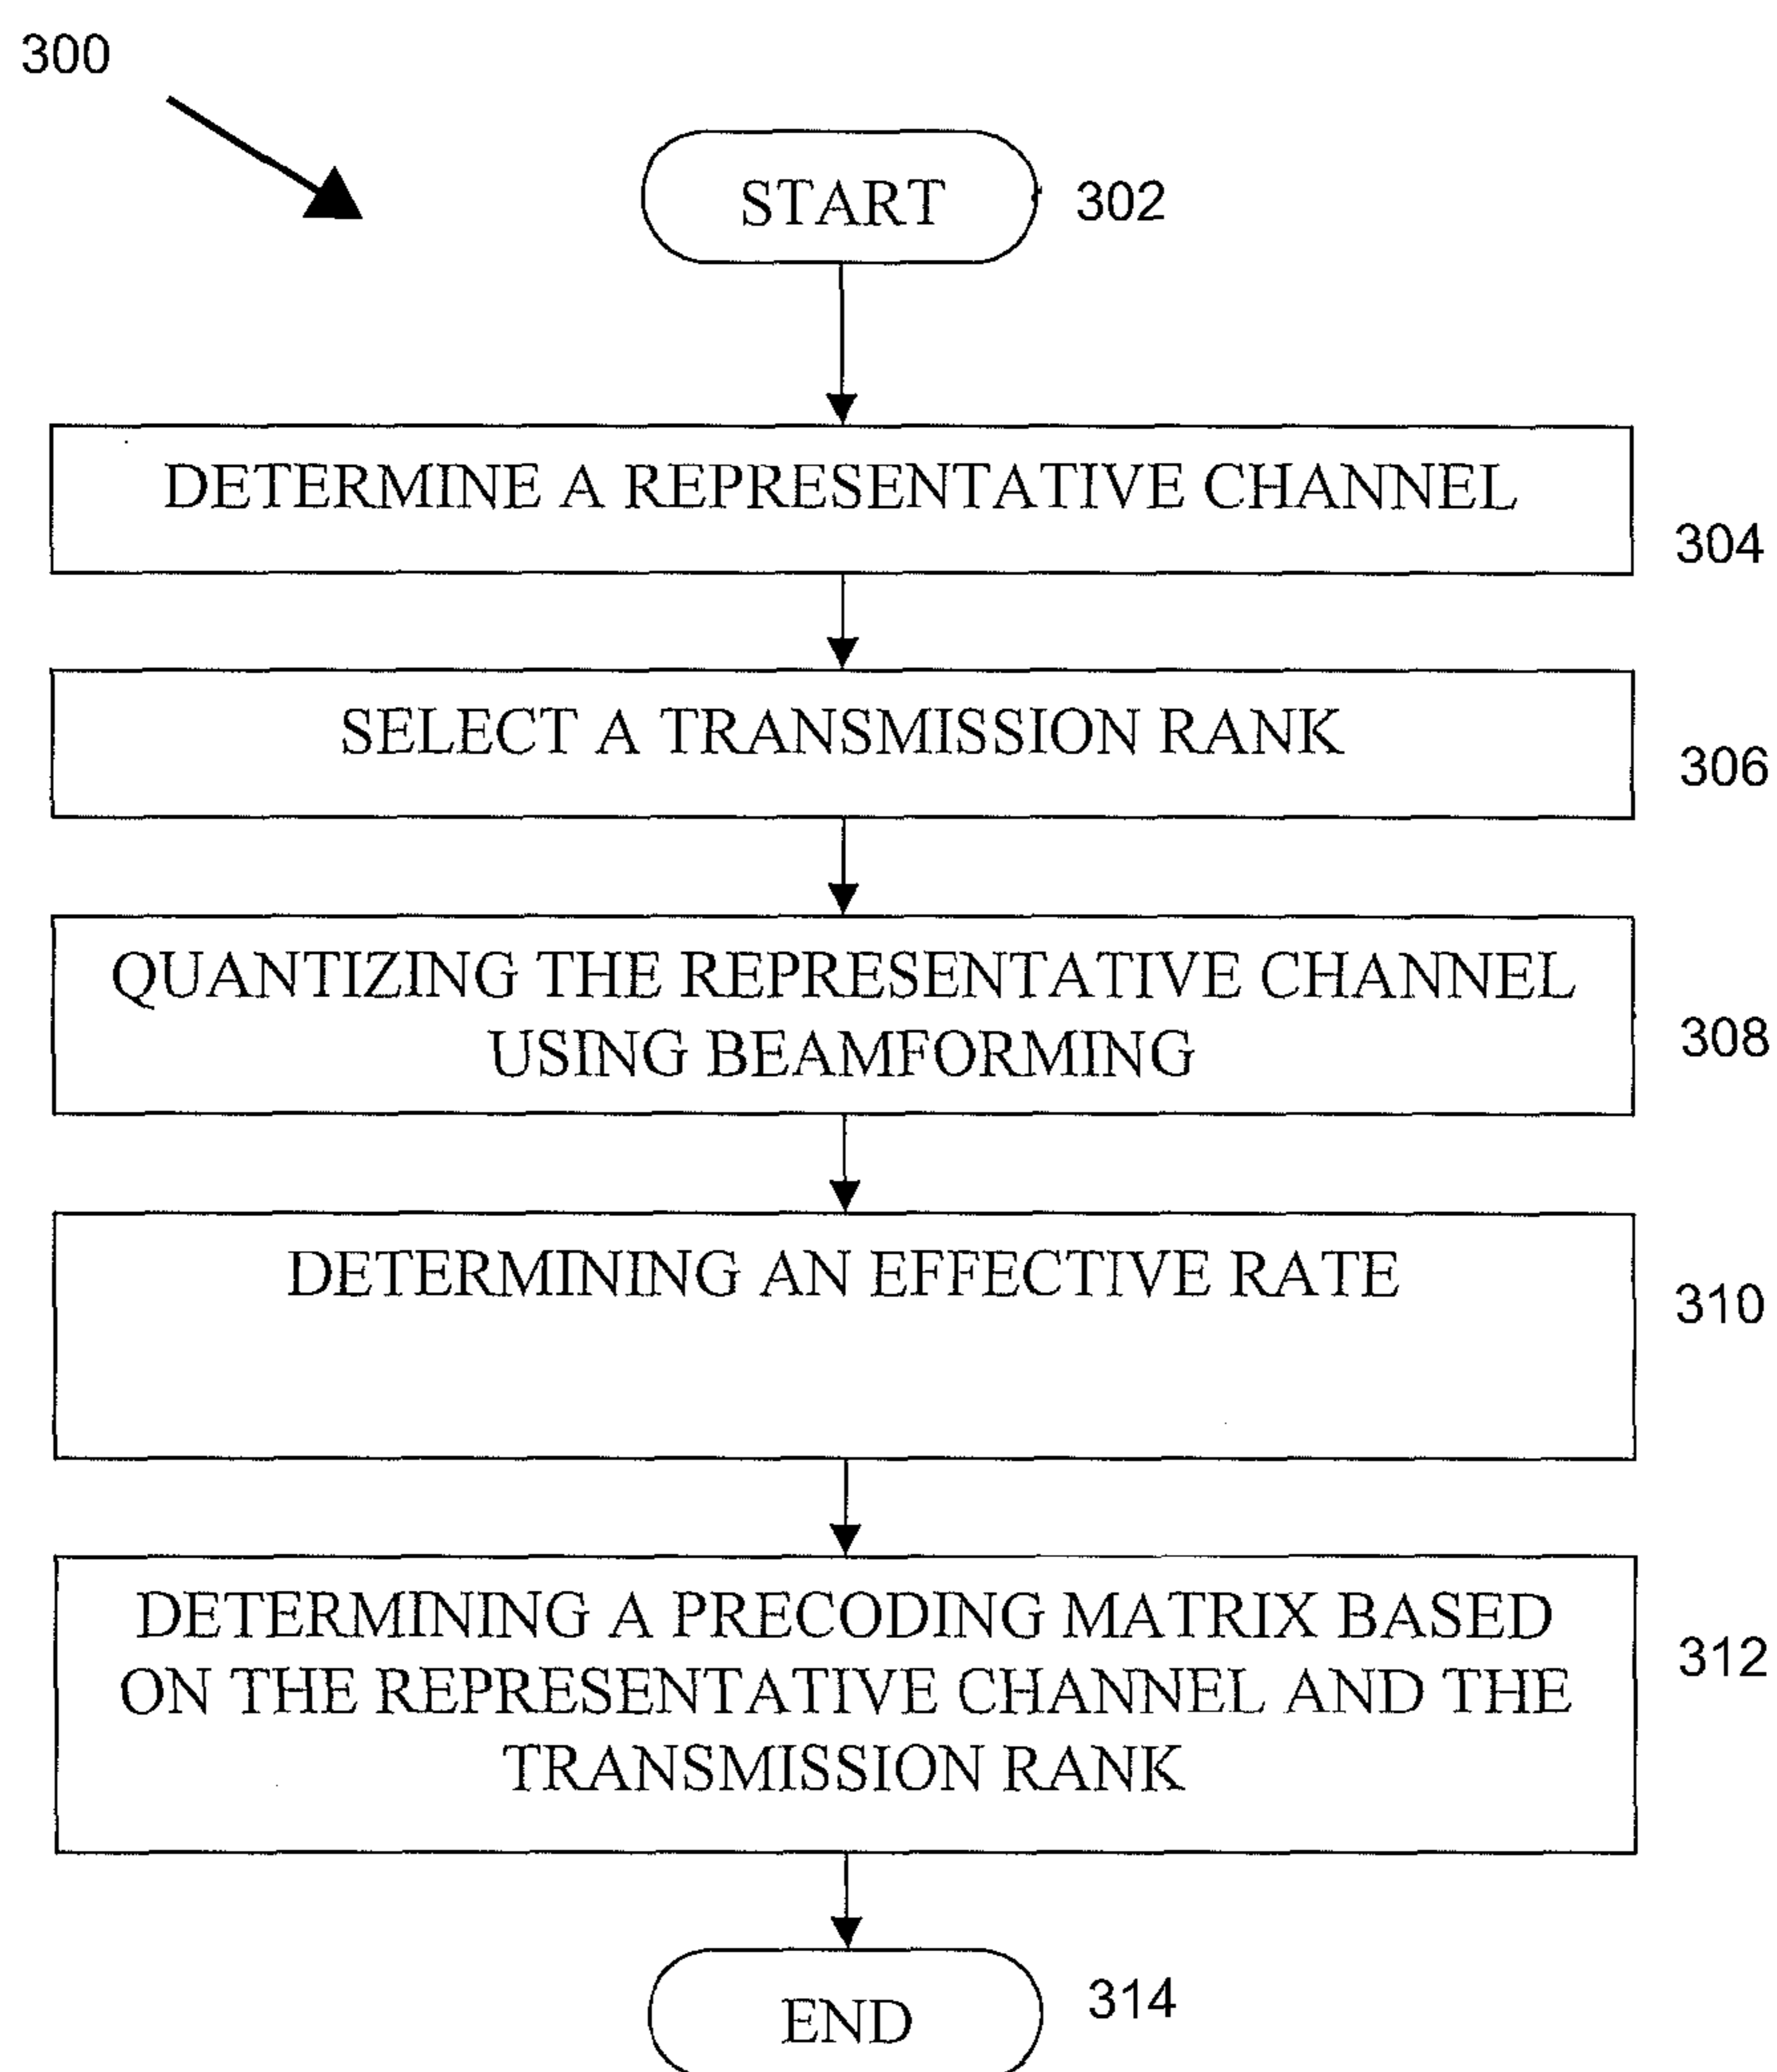 300
START
302
DETERMINE A REPRESENTATIVE CHANNEL
304
SELECT A TRANSMISSION RANK
306
QUANTIZING THE REPRESENTATIVE CHANNEL
USING BEAMFORMING
308
DETERMINING AN EFFECTIVE RATE
310
DETERMINING A PRECODING MATRIX BASED
ON THE REPRESENTATIVE CHANNEL AND THE
TRANSMISSION RANK
312
END
314